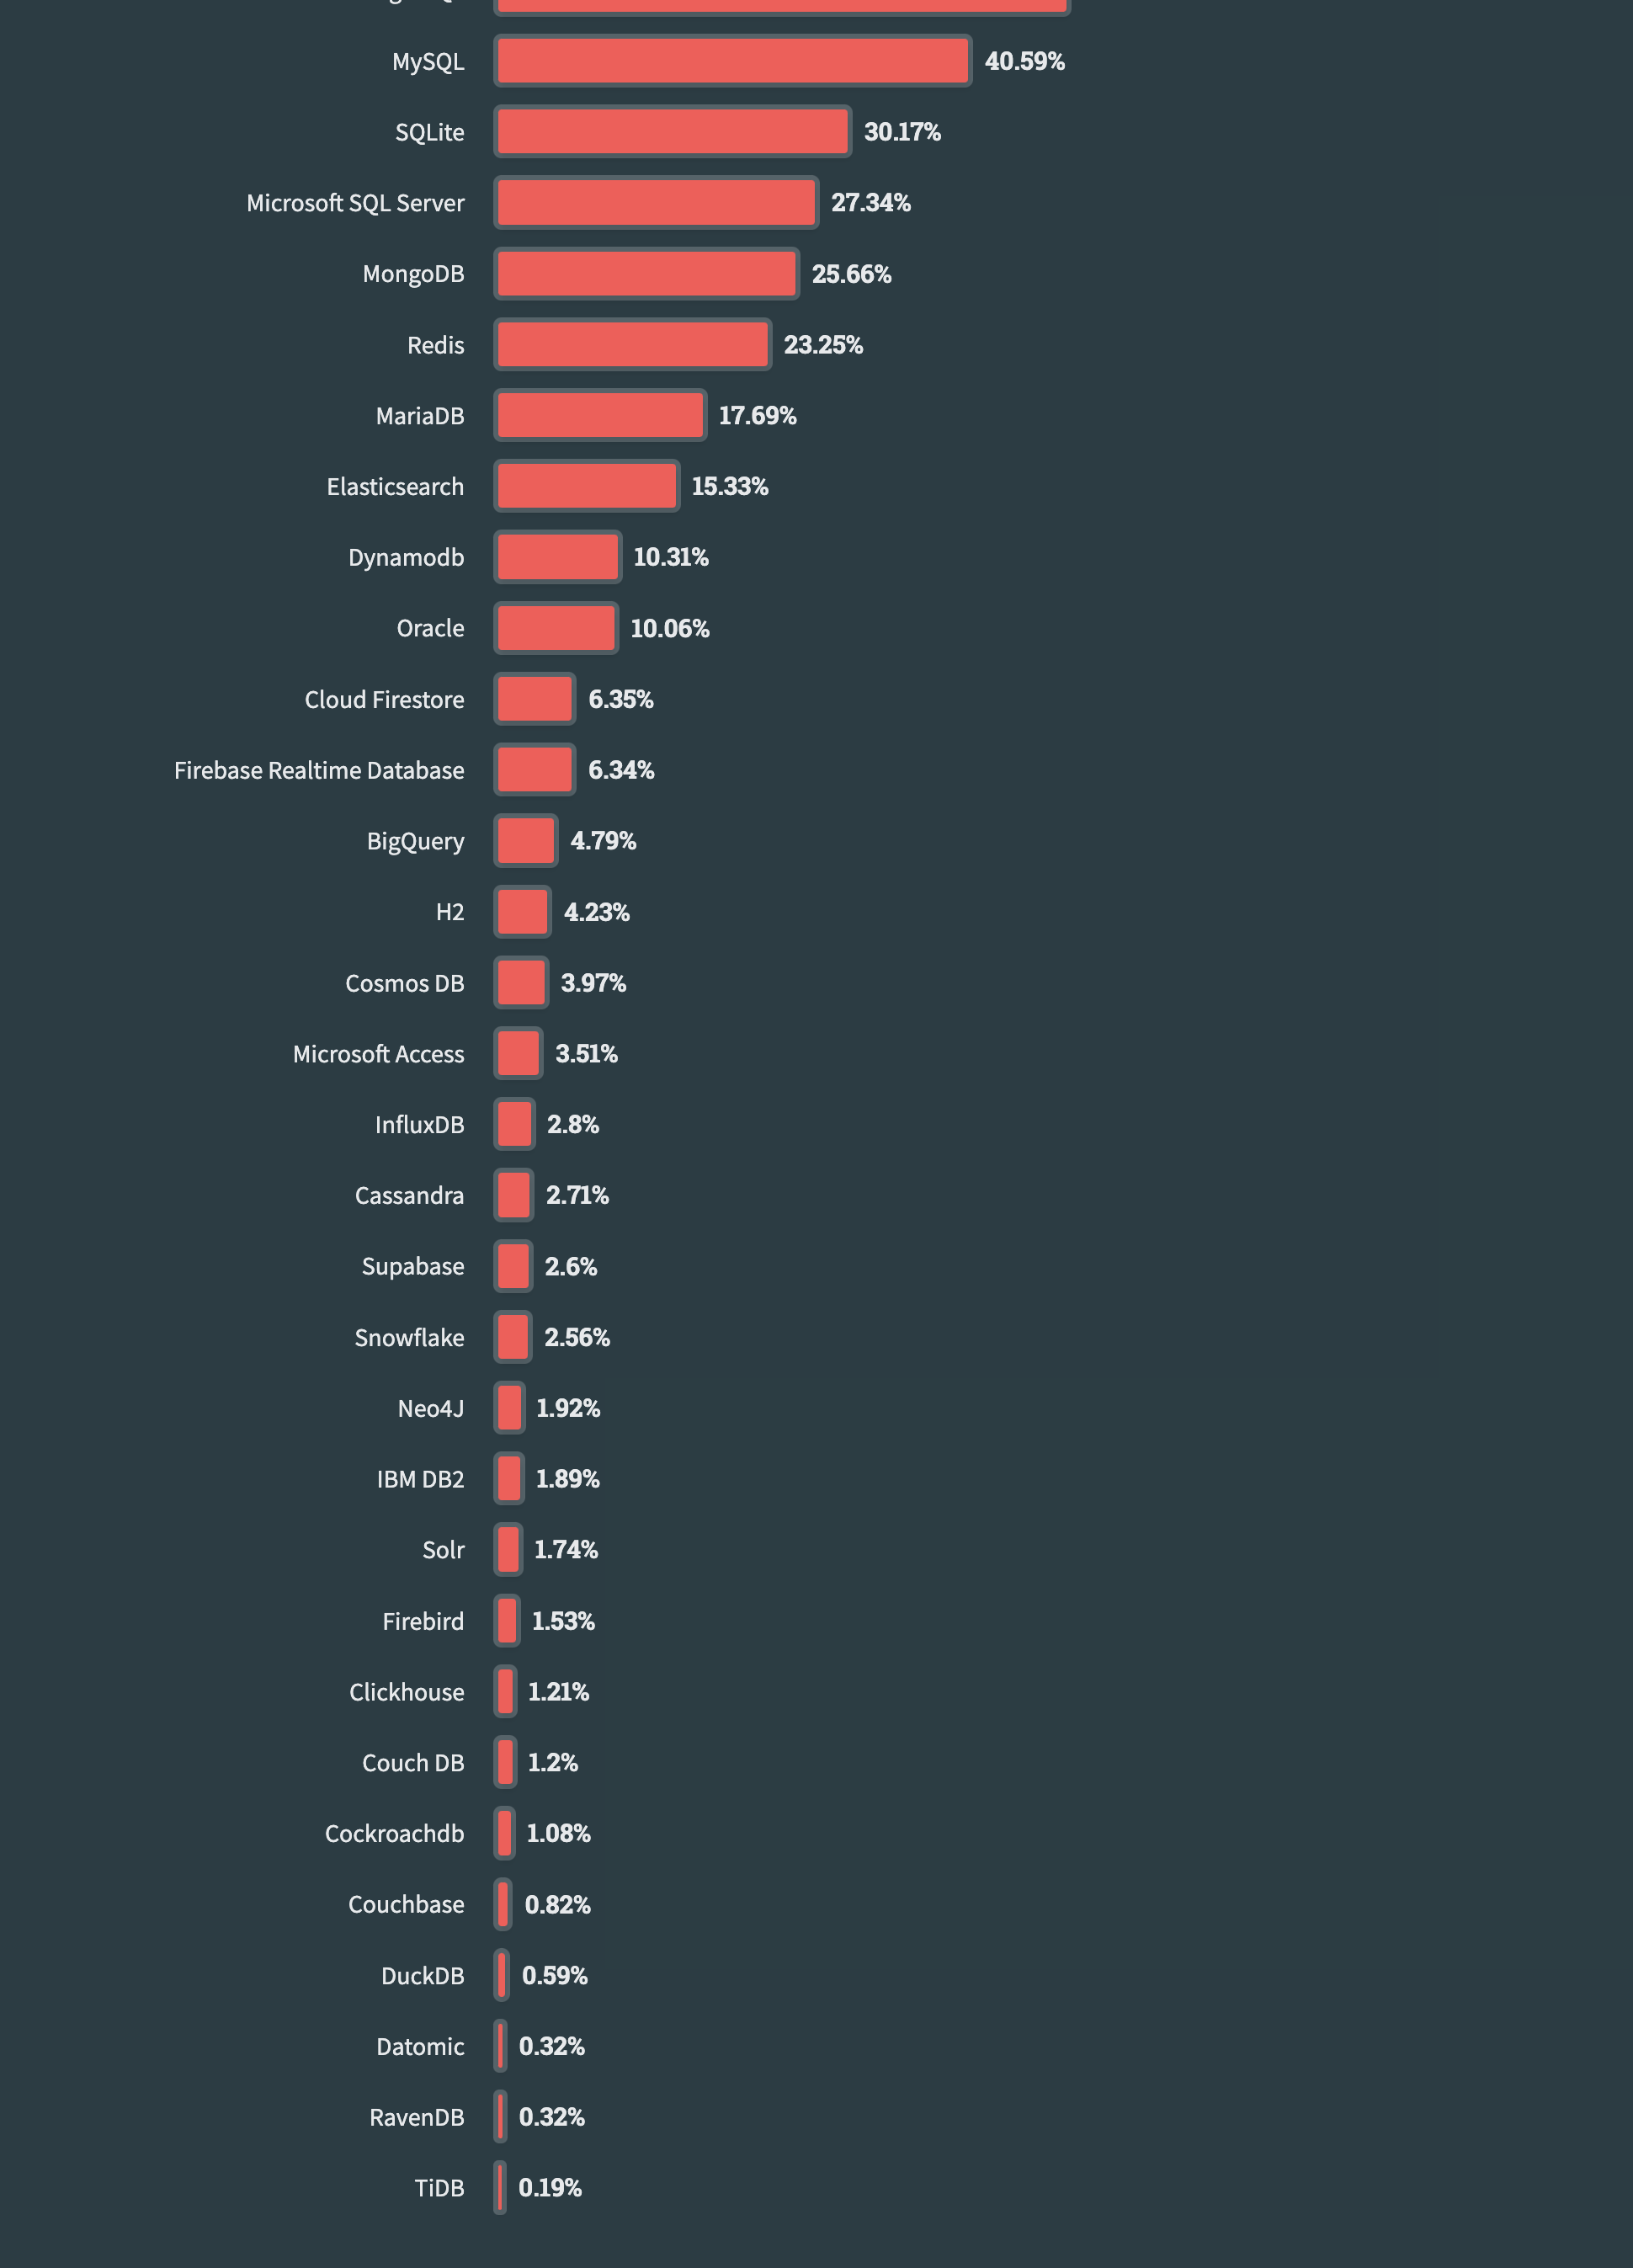 MySQL 40.59%
SQLite 30.17%
Microsoft SQL Server 27.34%
MongoDB 25.66%
Redis 23.25%
MariaDB 17.69%
Elasticsearch 15.33%
Dynamodb 10.31%
Oracle 10.06%
Cloud Firestore 6.35%
Firebase Realtime Database 6.34%
BigQuery 4.79%
H2 4.23%
Cosmos DB 3.97%
Microsoft Access 3.51%
InfluxDB 2.8%
Cassandra 2.71%
Supabase 2.6%
Snowflake 2.56%
Neo4J 1.92%
IBM DB2 1.89%
Solr 1.74%
Firebird 1.53%
Clickhouse 1.21%
Couch DB 1.2%
Cockroachdb 1.08%
Couchbase 0.82%
DuckDB 0.59%
Datomic 0.32%
RavenDB 0.32%
TiDB 0.19%